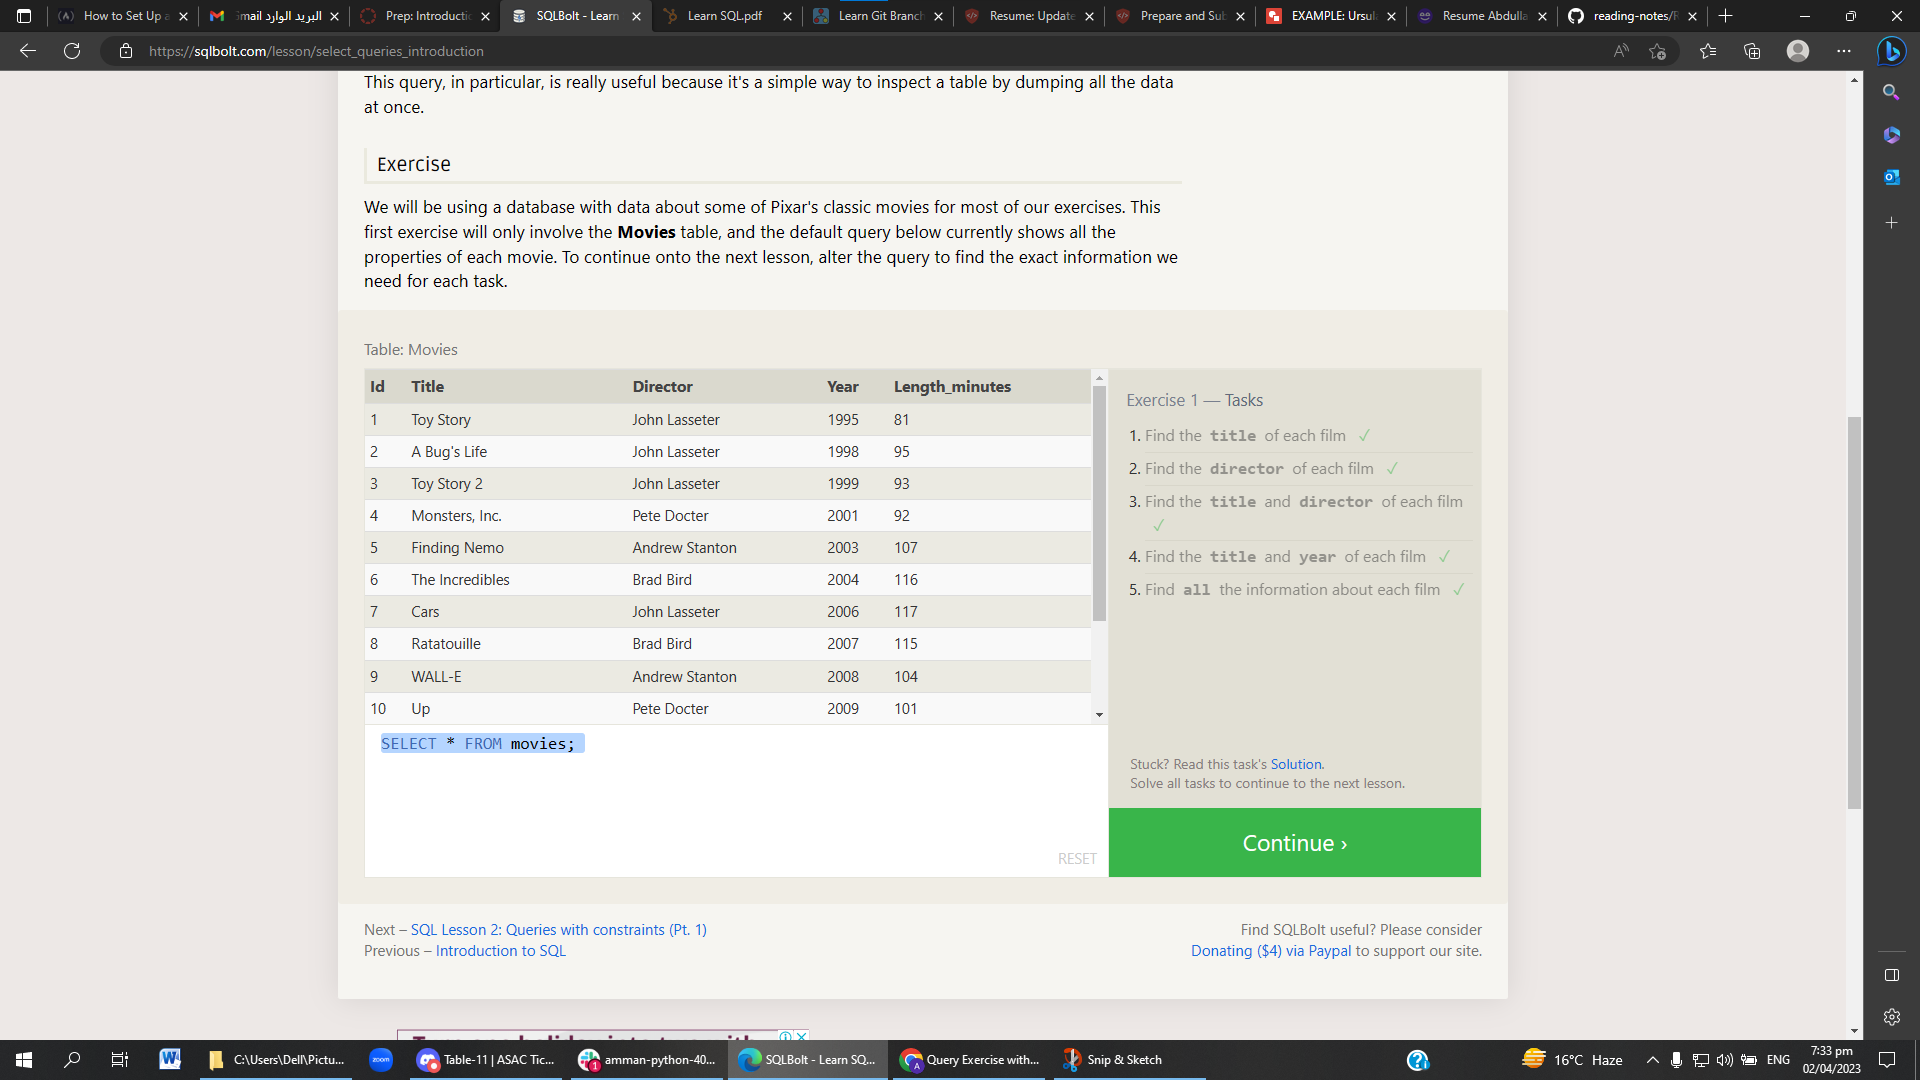 How to Set Up a
البريد الوارد Gmail
Prep: Introductic
SQLBolt - Learn
Learn SQL.pdf
Learn Git Branch
Resume: Update
Prepare and Sub
EXAMPLE: Ursula
Resume Abdulla
reading-notes/R
https://sqlbolt.com/lesson/select_queries_introduction
This query, in particular, is really useful because it's a simple way to inspect a table by dumping all the data
at once.
Exercise
We will be using a database with data about some of Pixar's classic movies for most of our exercises. This
first exercise will only involve the Movies table, and the default query below currently shows all the
properties of each movie. To continue onto the next lesson, alter the query to find the exact information we
need for each task.
Table: Movies
Id Title Director Year Length_minutes
1 Toy Story John Lasseter 1995 81
2 A Bug's Life John Lasseter 1998 95
3 Toy Story 2 John Lasseter 1999 93
4 Monsters, Inc. Pete Docter 2001 92
5 Finding Nemo Andrew Stanton 2003 107
6 The Incredibles Brad Bird 2004 116
7 Cars John Lasseter 2006 117
8 Ratatouille Brad Bird 2007 115
9 WALL-E Andrew Stanton 2008 104
10 Up Pete Docter 2009 101
SELECT * FROM movies;
RESET
Exercise 1 — Tasks
1. Find the title of each film ✓
2. Find the director of each film ✓
3. Find the title and director of each film
✓
4. Find the title and year of each film ✓
5. Find all the information about each film ✓
Stuck? Read this task's Solution.
Solve all tasks to continue to the next lesson.
Continue ›
Next – SQL Lesson 2: Queries with constraints (Pt. 1)
Previous – Introduction to SQL
Find SQLBolt useful? Please consider
Donating ($4) via Paypal to support our site.
C:\Users\Dell\Pictu...
zoom
Table-11 | ASAC Tic...
amman-python-40...
SQLBolt - Learn SQ...
Query Exercise with...
Snip & Sketch
16°C Haze
ENG
7:33 pm
02/04/2023